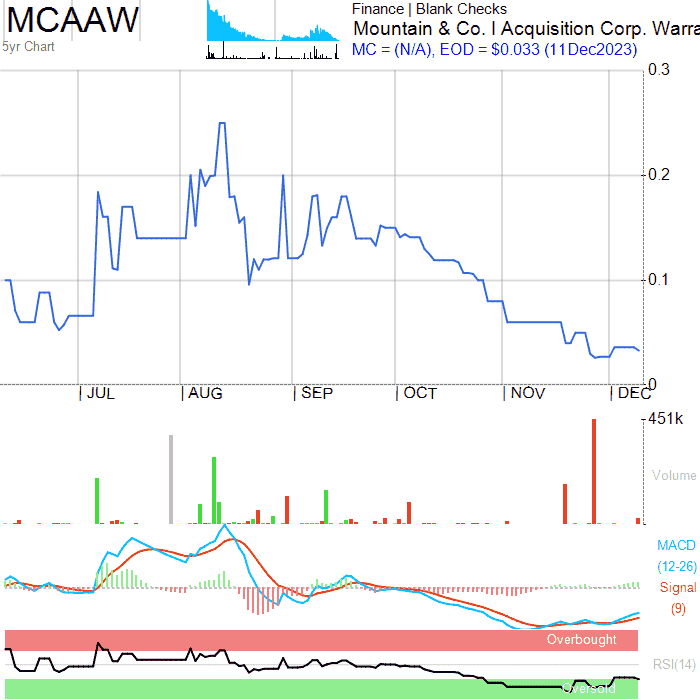 MCAAW
5yr Chart
Finance | Blank Checks
Mountain & Co. I Acquisition Corp. Warra
MC = (N/A), EOD = $0.033 (11Dec2023)
0.3
0.2
0.1
0
JUL AUG SEP OCT NOV DEC
451k
Volume
MACD
(12-26)
Signal
(9)
Overbought
RSI(14)
Oversold